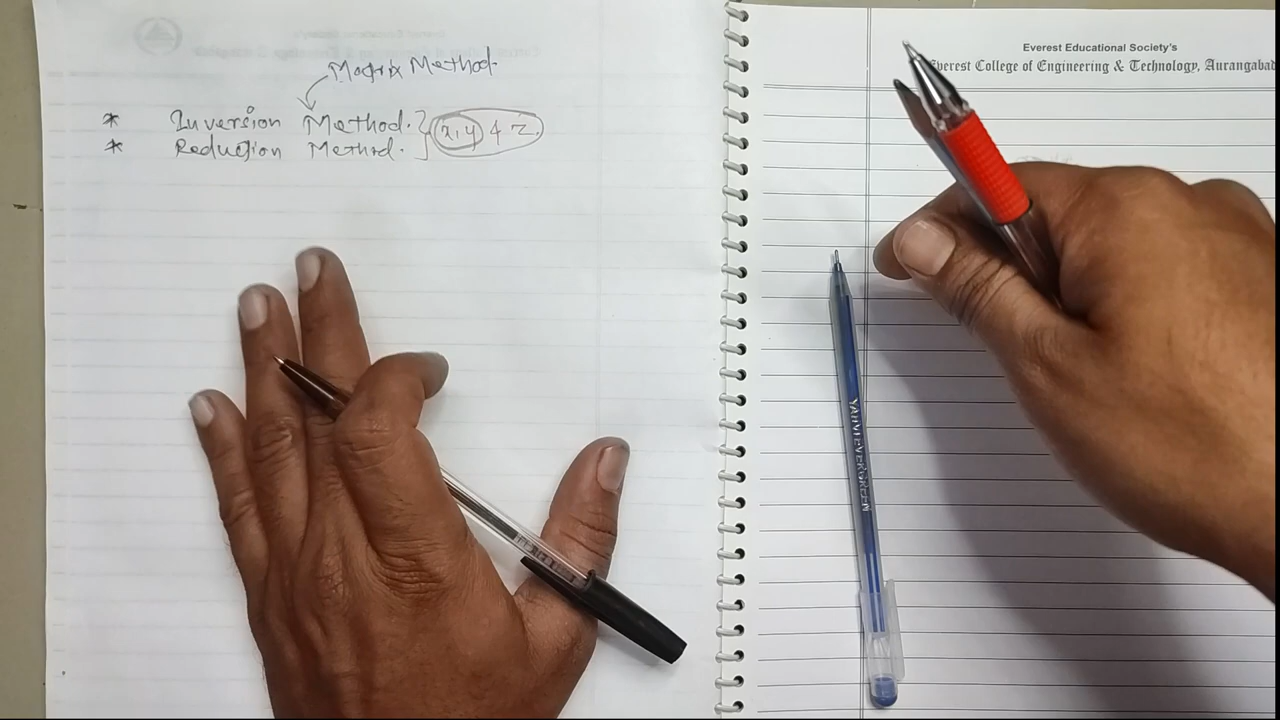 Matrix Method.
* Inversion Method. } (x, y) & z.
* Reduction Method.
Everest Educational Society's
Everest College of Engineering & Technology, Aurangabad